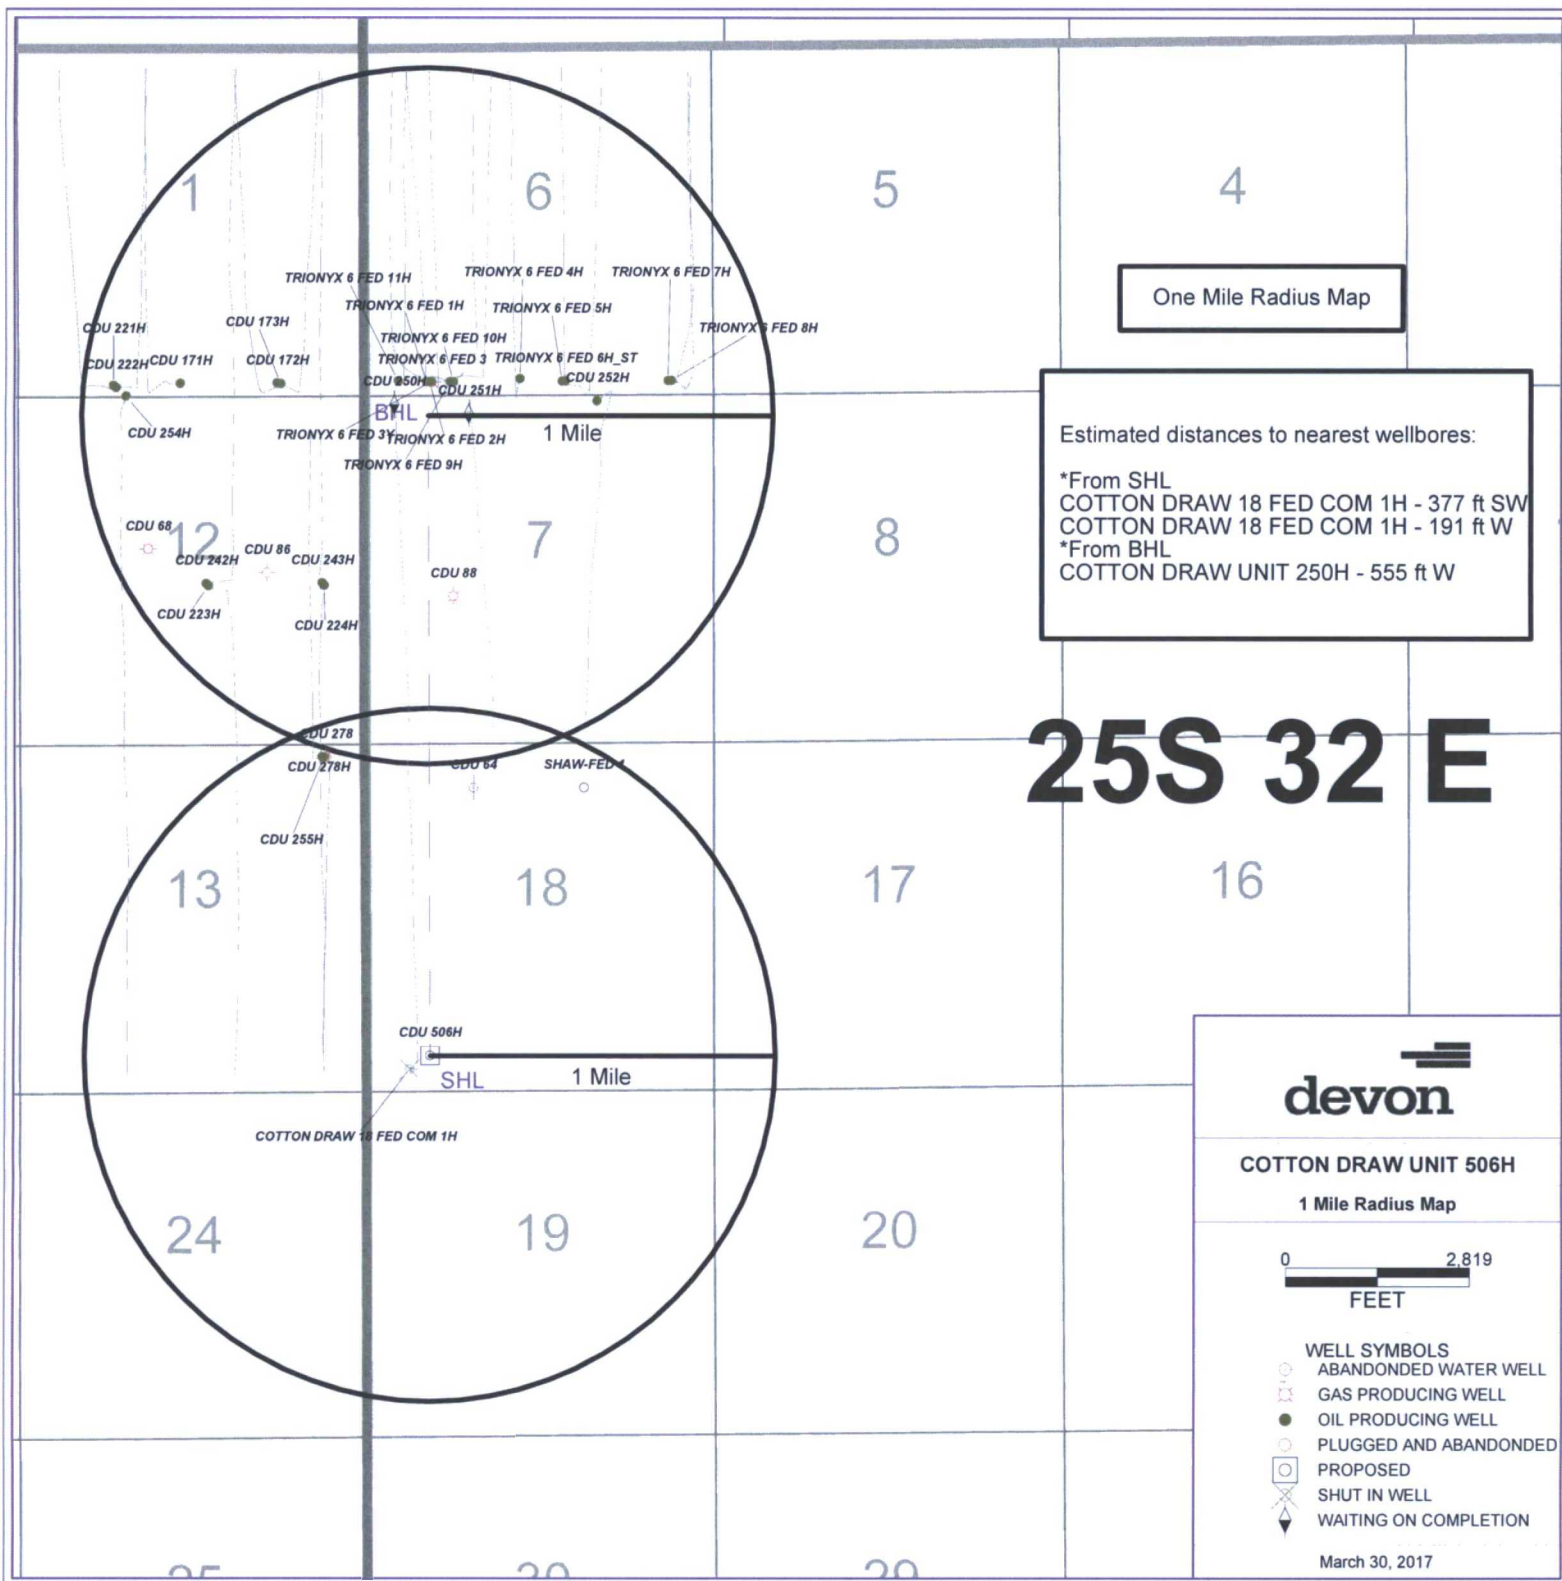 1
6
5
4
TRIONYX 6 FED 11H
TRIONYX 6 FED 4H
TRIONYX 6 FED 7H
One Mile Radius Map
TRIONYX 6 FED 1H
TRIONYX 6 FED 5H
CDU 221H
CDU 173H
TRIONYX 6 FED 8H
TRIONYX 6 FED 10H
CDU 222H
CDU 171H
CDU 172H
TRIONYX 6 FED 3
TRIONYX 6 FED 6H_ST
CDU 250H
CDU 251H
CDU 252H
BHL
1 Mile
CDU 254H
TRIONYX 6 FED 3Y
TRIONYX 6 FED 2H
TRIONYX 6 FED 9H
Estimated distances to nearest wellbores:
*From SHL
COTTON DRAW 18 FED COM 1H - 377 ft SW
COTTON DRAW 18 FED COM 1H - 191 ft W
*From BHL
COTTON DRAW UNIT 250H - 555 ft W
CDU 68
12
7
8
CDU 242H
CDU 86
CDU 243H
CDU 88
CDU 223H
CDU 224H
25S 32 E
CDU 278
CDU 278H
CDU 64
SHAW-FED 1
CDU 255H
13
18
17
16
CDU 506H
SHL
1 Mile
COTTON DRAW 18 FED COM 1H
24
19
20
devon
COTTON DRAW UNIT 506H
1 Mile Radius Map
0 2,819
FEET
WELL SYMBOLS
ABANDONDED WATER WELL
GAS PRODUCING WELL
OIL PRODUCING WELL
PLUGGED AND ABANDONDED
PROPOSED
SHUT IN WELL
WAITING ON COMPLETION
March 30, 2017